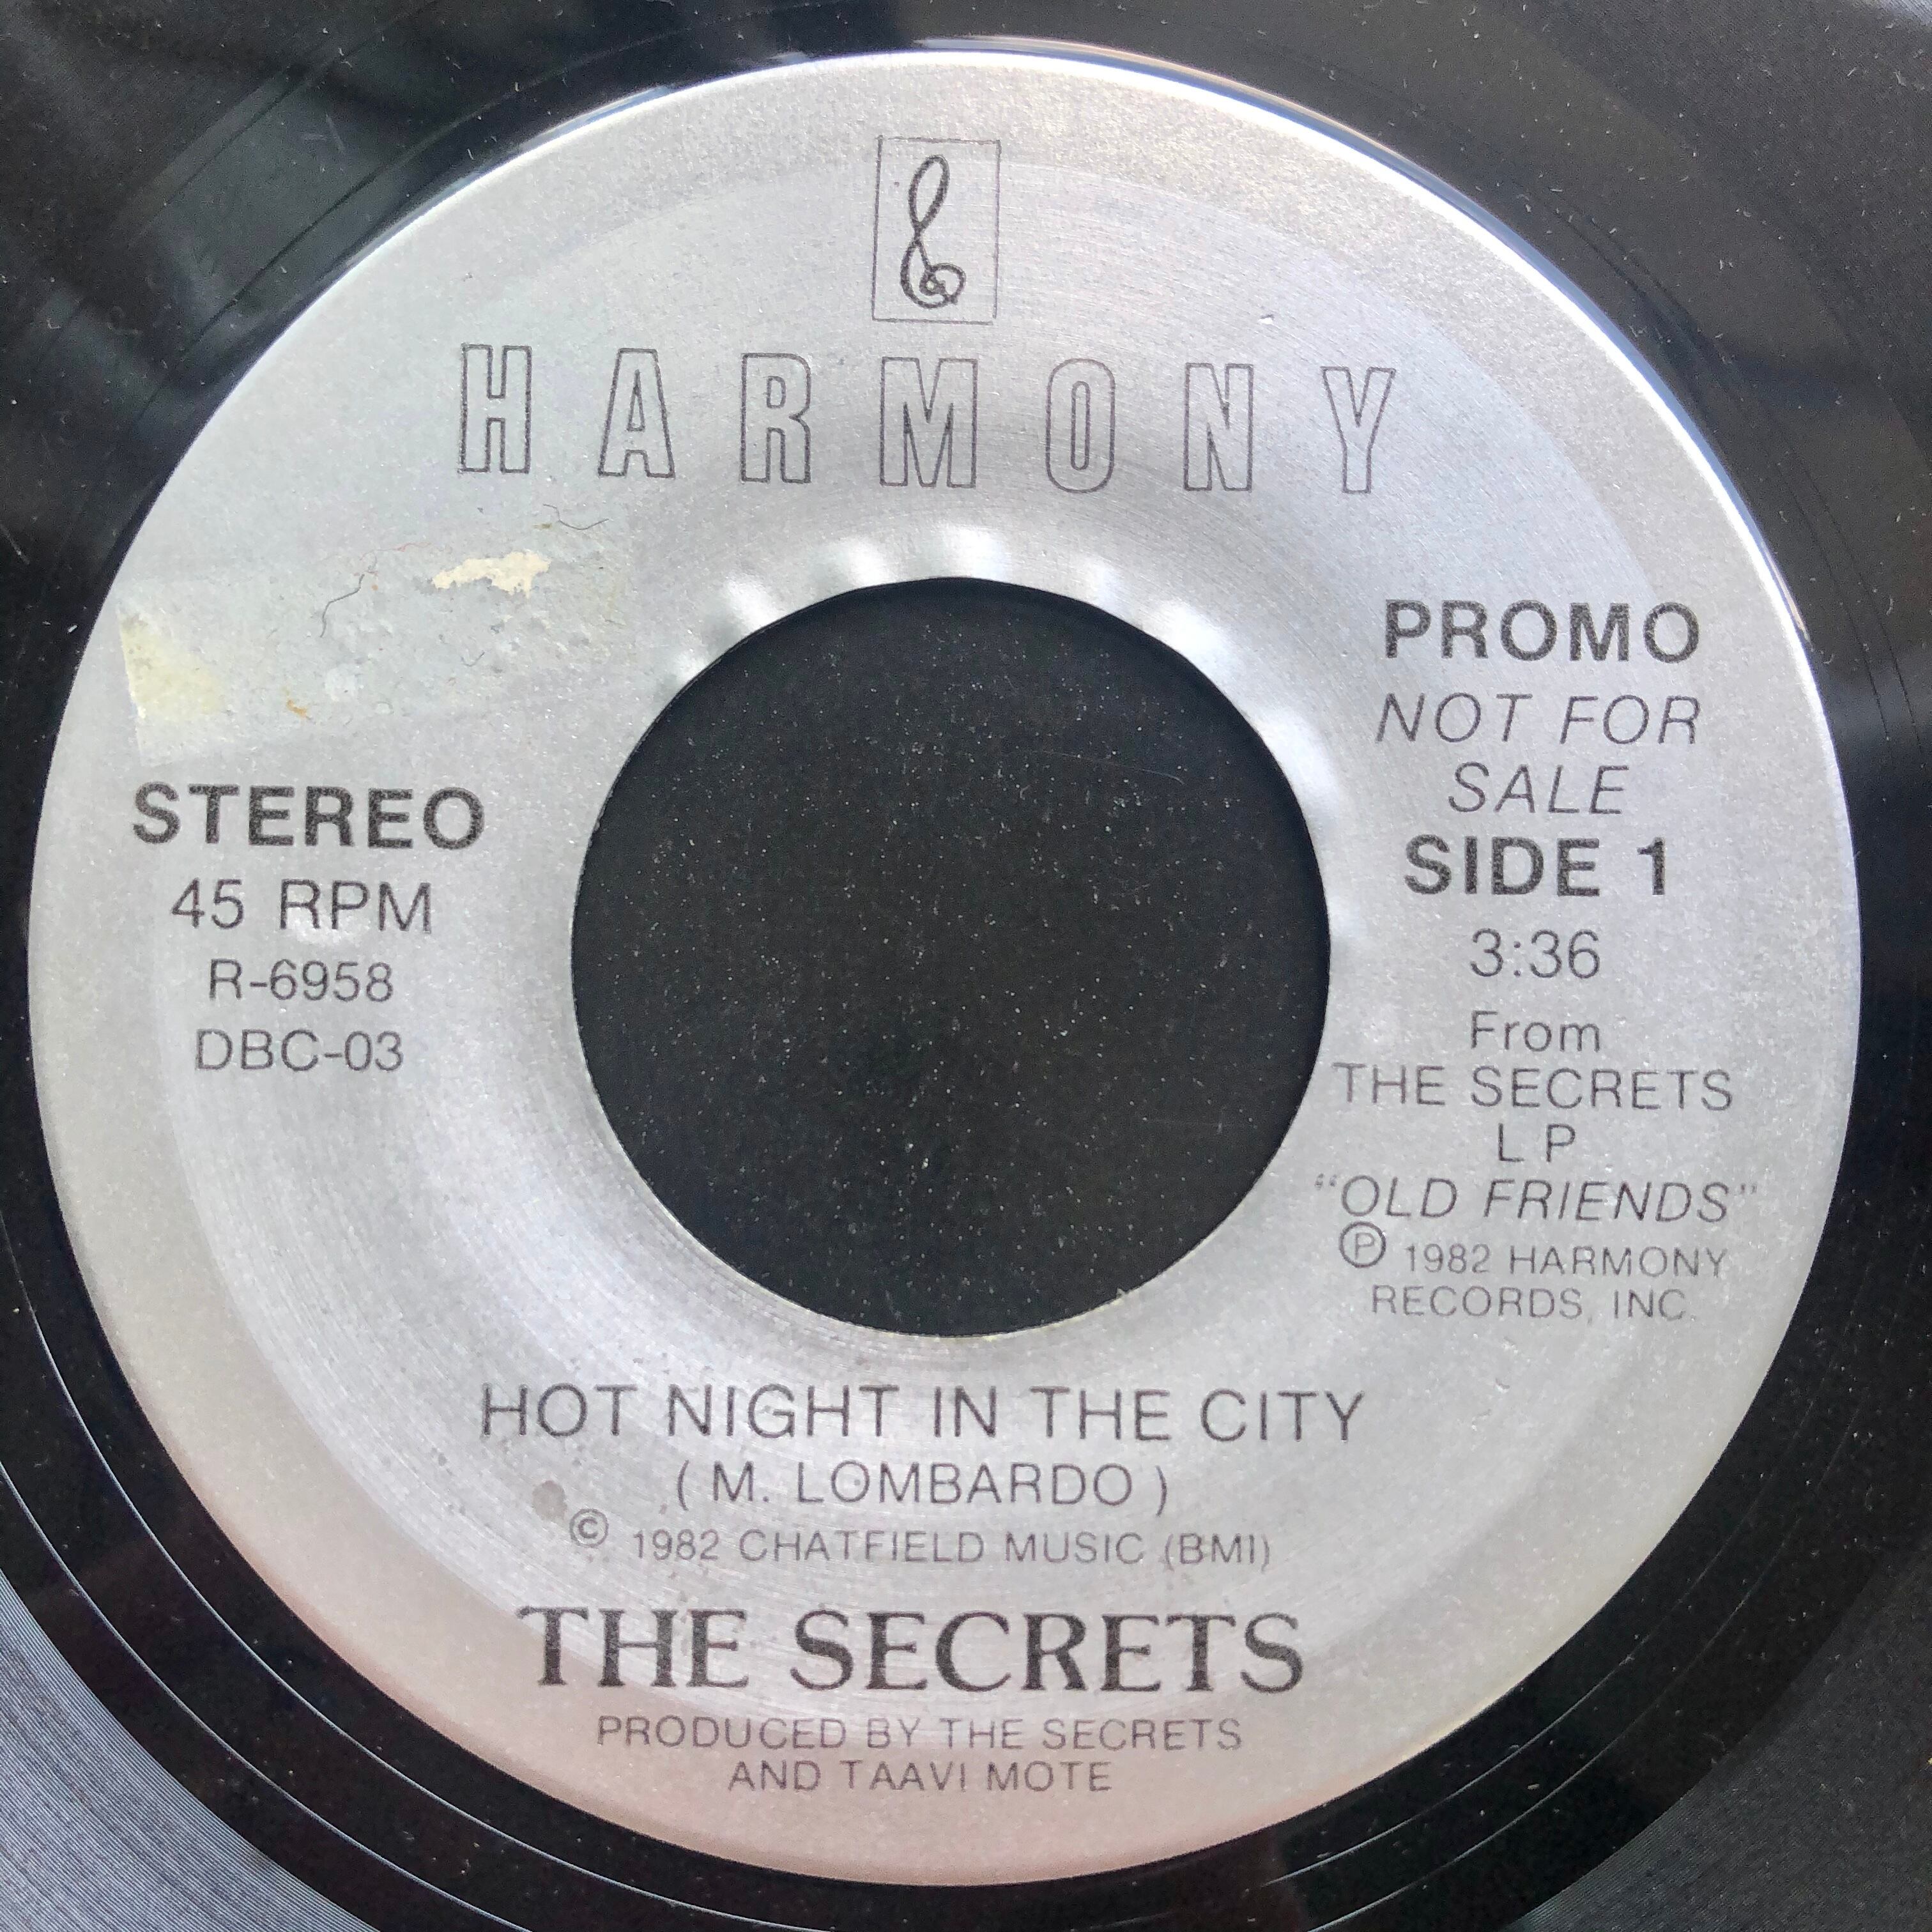 HARMONY
STEREO
45 RPM
R-6958
DBC-03
PROMO
NOT FOR
SALE
SIDE 1
3:36
From
THE SECRETS
LP
"OLD FRIENDS"
℗ 1982 HARMONY
RECORDS, INC.
HOT NIGHT IN THE CITY
( M. LOMBARDO )
© 1982 CHATFIELD MUSIC (BMI)
THE SECRETS
PRODUCED BY THE SECRETS
AND TAAVI MOTE